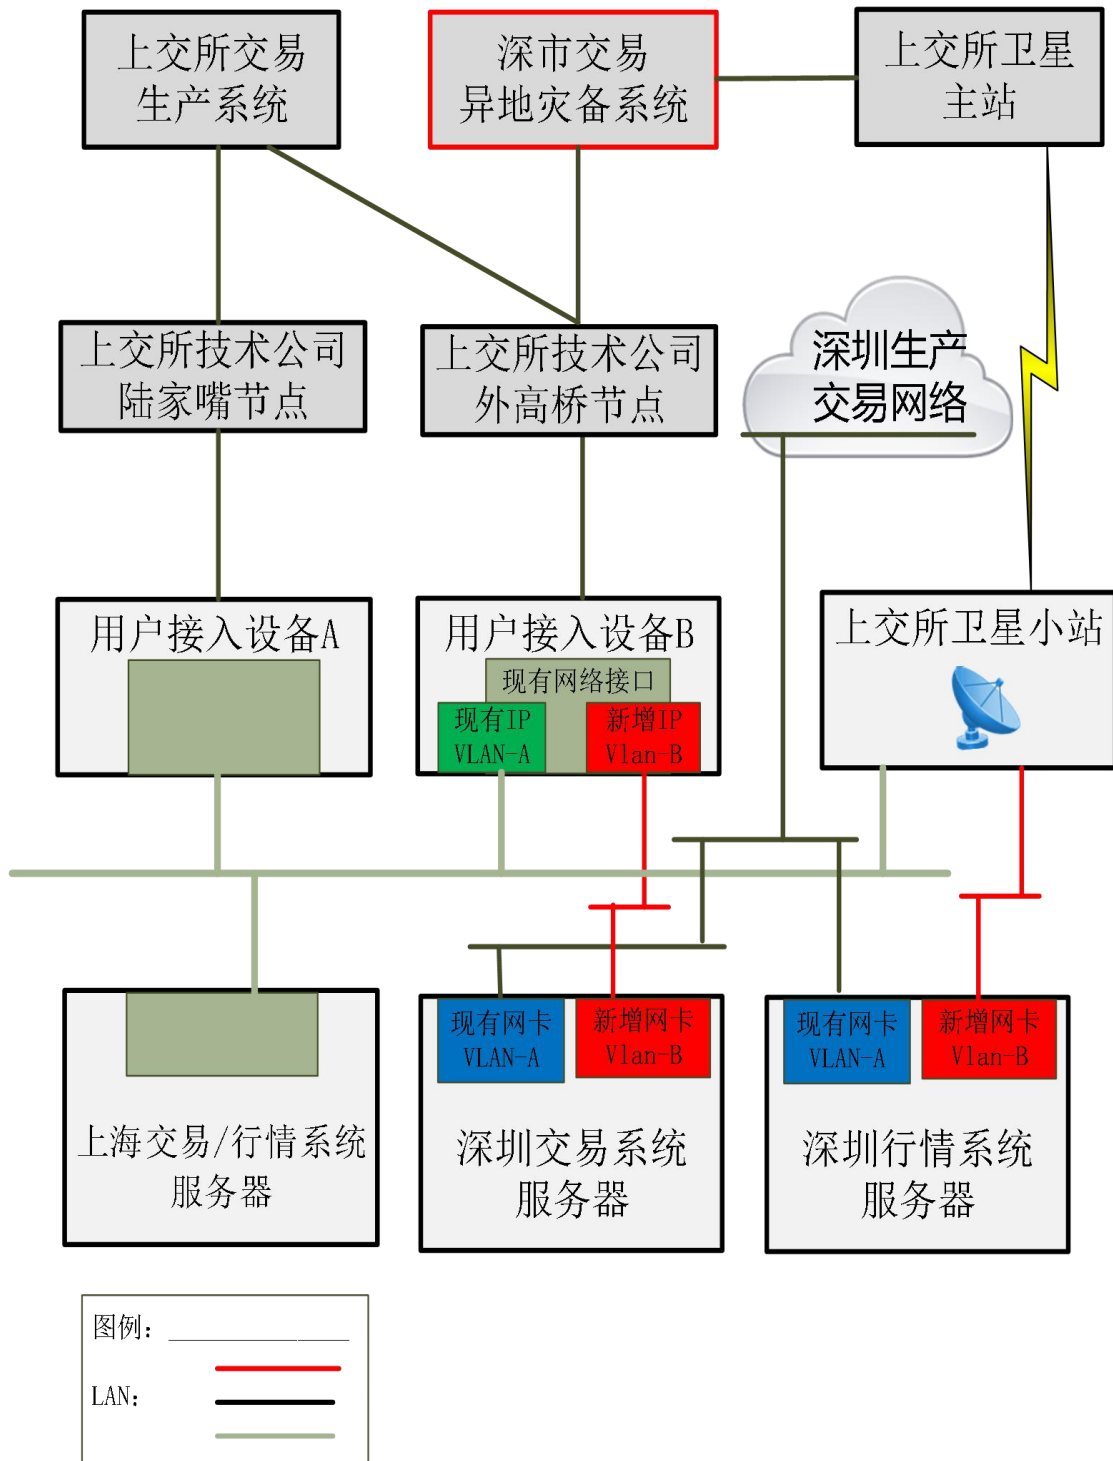 上交所交易
生产系统
深市交易
异地灾备系统
上交所卫星
主站
上交所技术公司
陆家嘴节点
上交所技术公司
外高桥节点
深圳生产
交易网络
用户接入设备A
用户接入设备B
现有网络接口
现有IP
VLAN-A
新增IP
Vlan-B
上交所卫星小站
现有网卡
VLAN-A
新增网卡
Vlan-B
现有网卡
VLAN-A
新增网卡
Vlan-B
上海交易/行情系统
服务器
深圳交易系统
服务器
深圳行情系统
服务器
图例：
LAN：